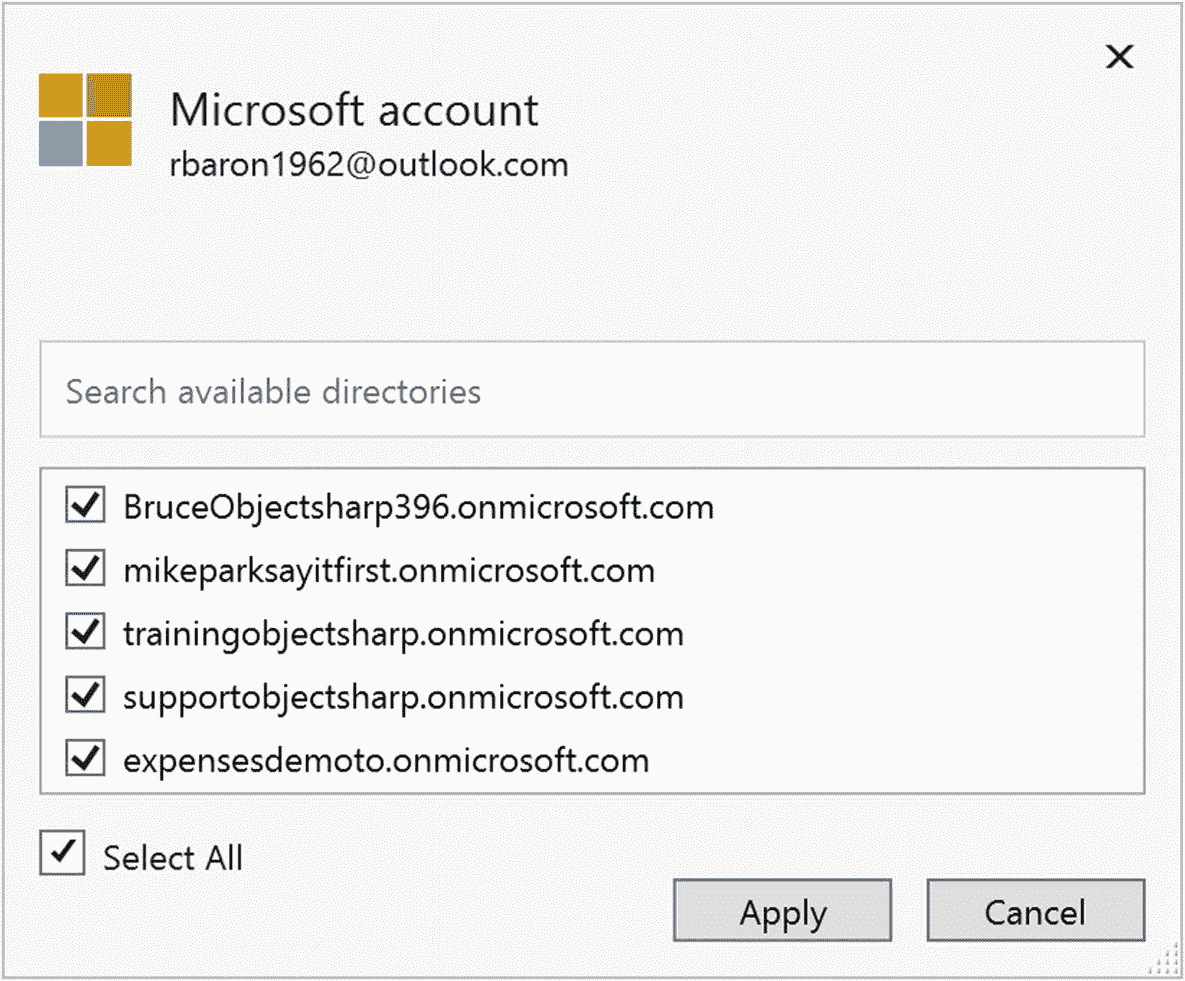 Microsoft account
rbaron1962@outlook.com
Search available directories
BruceObjectsharp396.onmicrosoft.com
mikeparksayitfirst.onmicrosoft.com
trainingobjectsharp.onmicrosoft.com
supportobjectsharp.onmicrosoft.com
expensesdemoto.onmicrosoft.com
Select All
Apply
Cancel